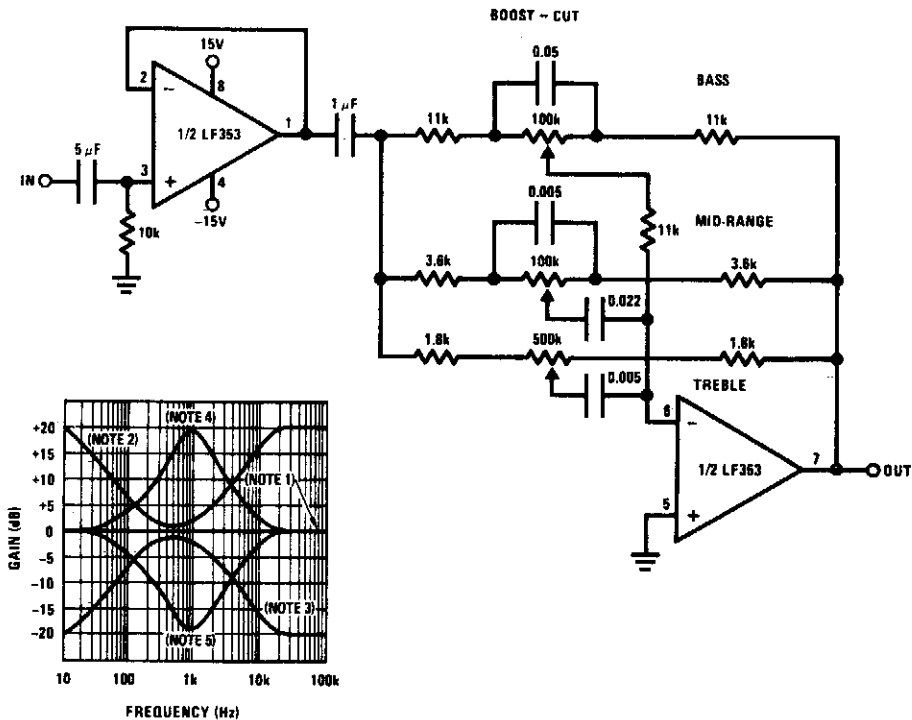 BOOST ~ CUT
0.05
BASS
15V
2
8
−
1/2 LF353
1
1 µF
11k
100k
11k
5 µF
IN
3
+
4
−15V
10k
0.005
11k
MID-RANGE
3.6k
100k
3.6k
0.022
1.8k
500k
1.8k
0.005
TREBLE
6
−
1/2 LF353
7
OUT
5
+
+20
+15
+10
+5
0
−5
−10
−15
−20
GAIN (dB)
(NOTE 4)
(NOTE 2)
(NOTE 1)
(NOTE 3)
(NOTE 5)
10
100
1k
10k
100k
FREQUENCY (Hz)